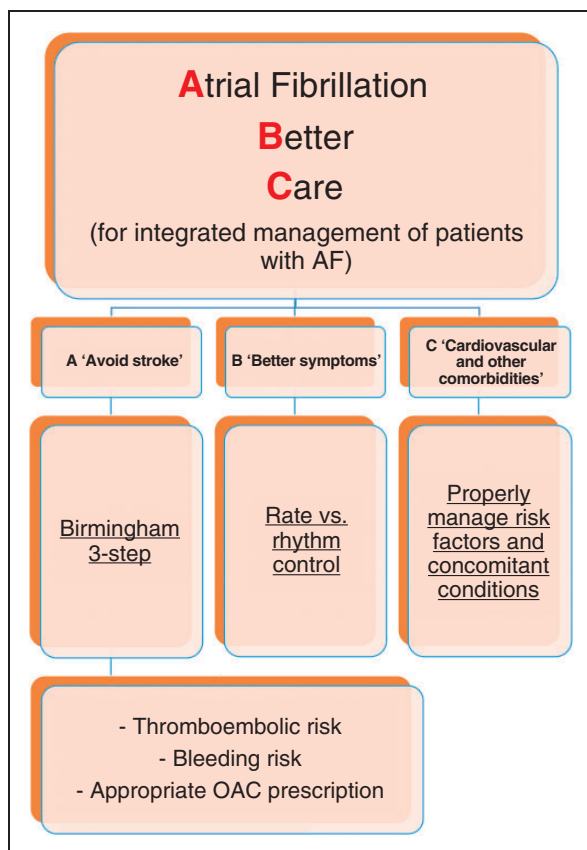 Atrial Fibrillation
Better
Care
(for integrated management of patients
with AF)
A 'Avoid stroke'
B 'Better symptoms'
C 'Cardiovascular
and other
comorbidities'
Birmingham
3-step
Rate vs.
rhythm
control
Properly
manage risk
factors and
concomitant
conditions
- Thromboembolic risk
- Bleeding risk
- Appropriate OAC prescription